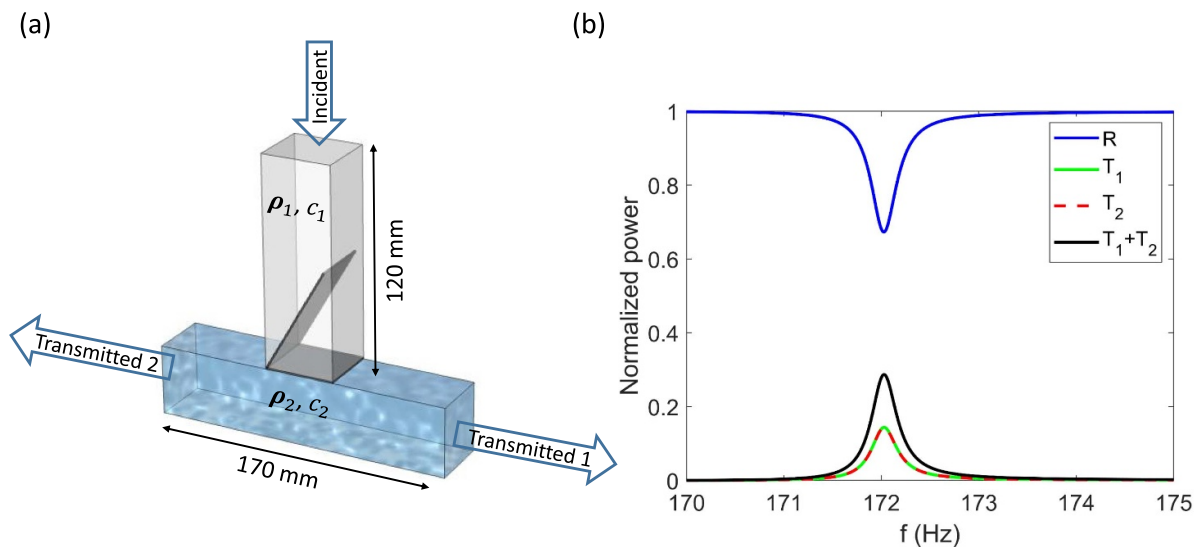 (a)
Incident
ρ₁, c₁
120 mm
Transmitted 2
ρ₂, c₂
Transmitted 1
170 mm
(b)
Normalized power
1
0.8
0.6
0.4
0.2
0
R
T₁
T₂
T₁+T₂
170 171 172 173 174 175
f (Hz)